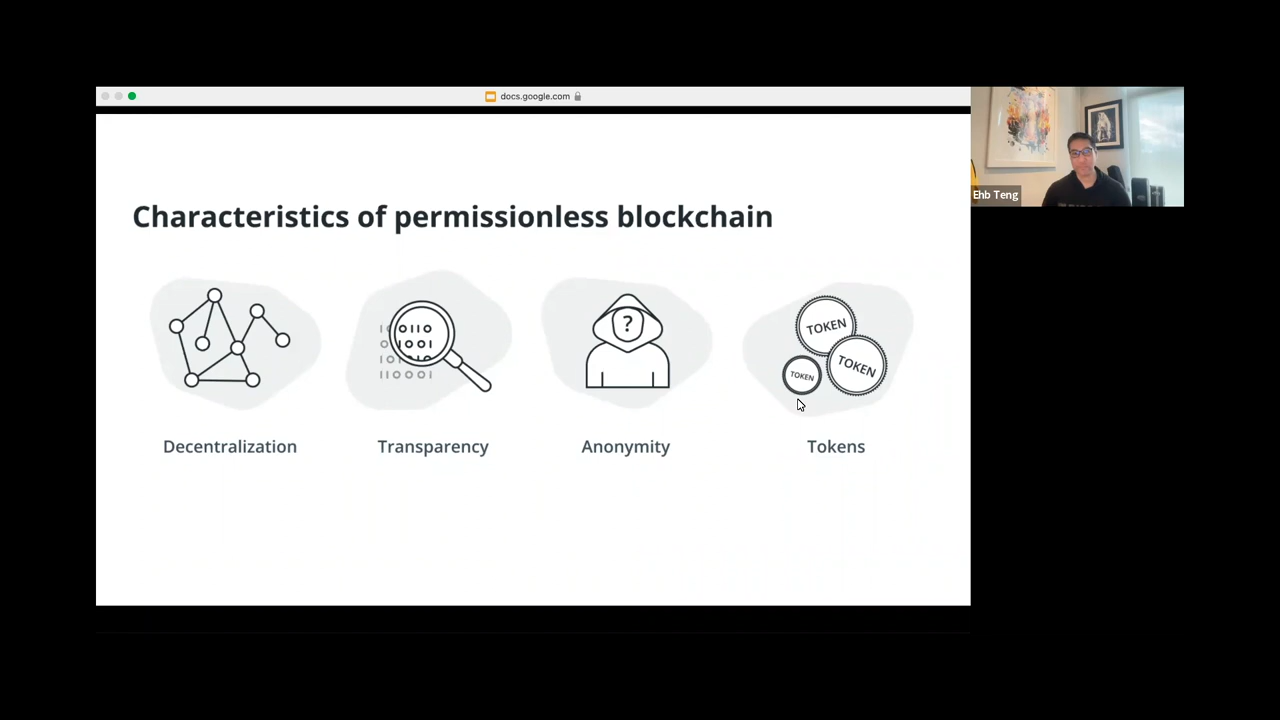 docs.google.com
Ehb Teng
Characteristics of permissionless blockchain
?
TOKEN
TOKEN
TOKEN
Decentralization
Transparency
Anonymity
Tokens